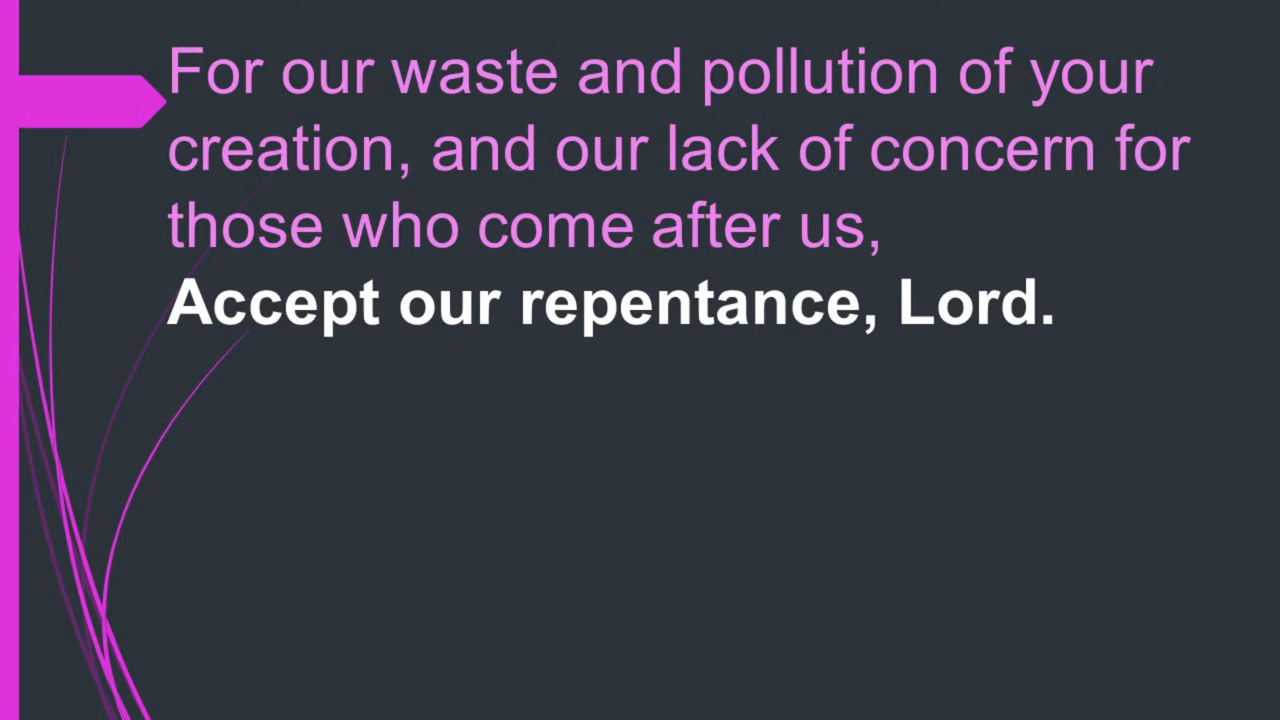 For our waste and pollution of your
creation, and our lack of concern for
those who come after us,
Accept our repentance, Lord.